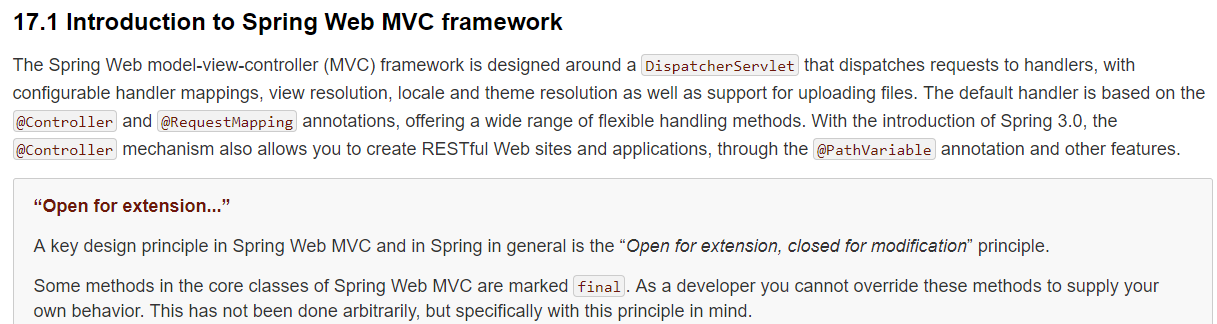 17.1 Introduction to Spring Web MVC framework
The Spring Web model-view-controller (MVC) framework is designed around a DispatcherServlet that dispatches requests to handlers, with
configurable handler mappings, view resolution, locale and theme resolution as well as support for uploading files. The default handler is based on the
@Controller and @RequestMapping annotations, offering a wide range of flexible handling methods. With the introduction of Spring 3.0, the
@Controller mechanism also allows you to create RESTful Web sites and applications, through the @PathVariable annotation and other features.
“Open for extension...”
A key design principle in Spring Web MVC and in Spring in general is the “Open for extension, closed for modification” principle.
Some methods in the core classes of Spring Web MVC are marked final. As a developer you cannot override these methods to supply your
own behavior. This has not been done arbitrarily, but specifically with this principle in mind.